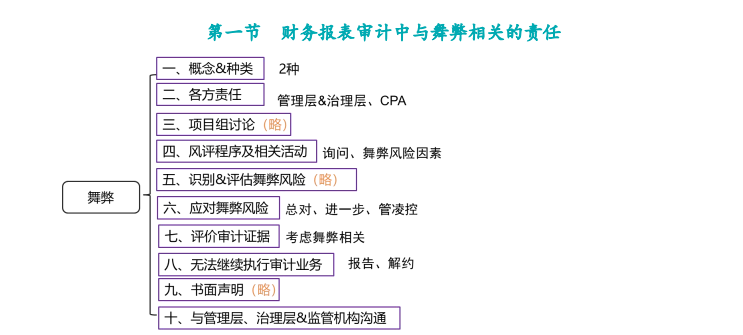 第一节 财务报表审计中与舞弊相关的责任
一、概念&种类 2种
二、各方责任 管理层&治理层、CPA
三、项目组讨论（略）
四、风评程序及相关活动 询问、舞弊风险因素
五、识别&评估舞弊风险（略）
舞弊
六、应对舞弊风险 总对、进一步、管凌控
七、评价审计证据 考虑舞弊相关
八、无法继续执行审计业务 报告、解约
九、书面声明（略）
十、与管理层、治理层&监管机构沟通